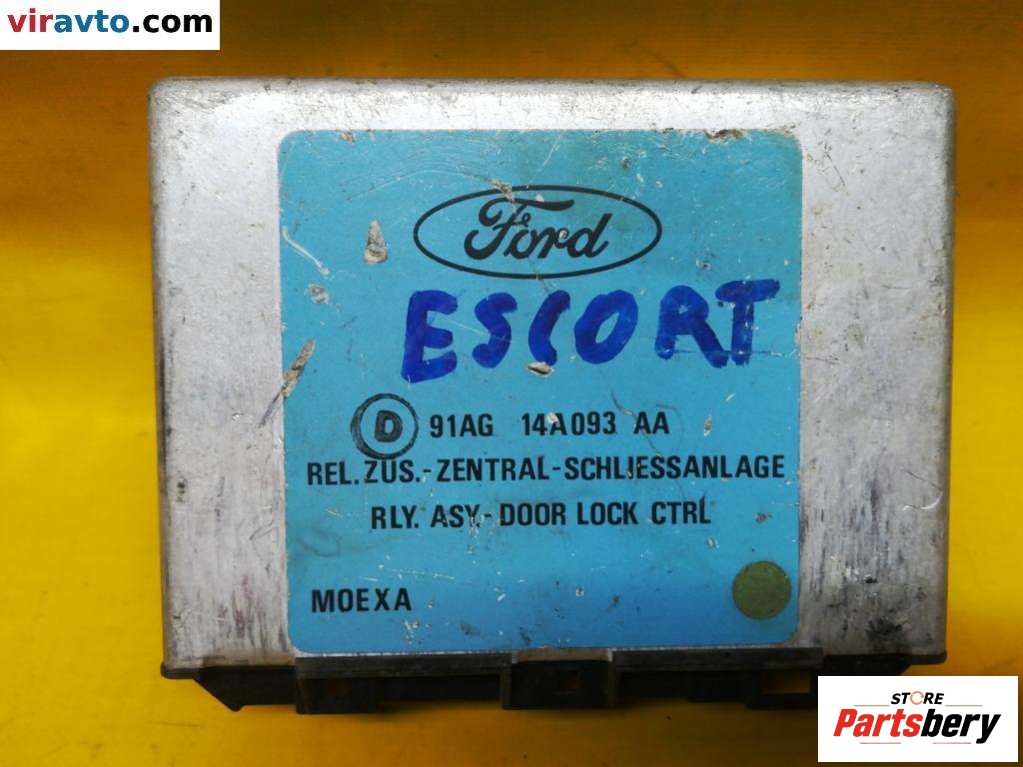 viravto.com
Ford
ESCORT
D 91AG 14A093 AA
REL.ZUS.-ZENTRAL-SCHLIESSANLAGE
RLY. ASY.-DOOR LOCK CTRL
MOEXA
STORE
Partsbery